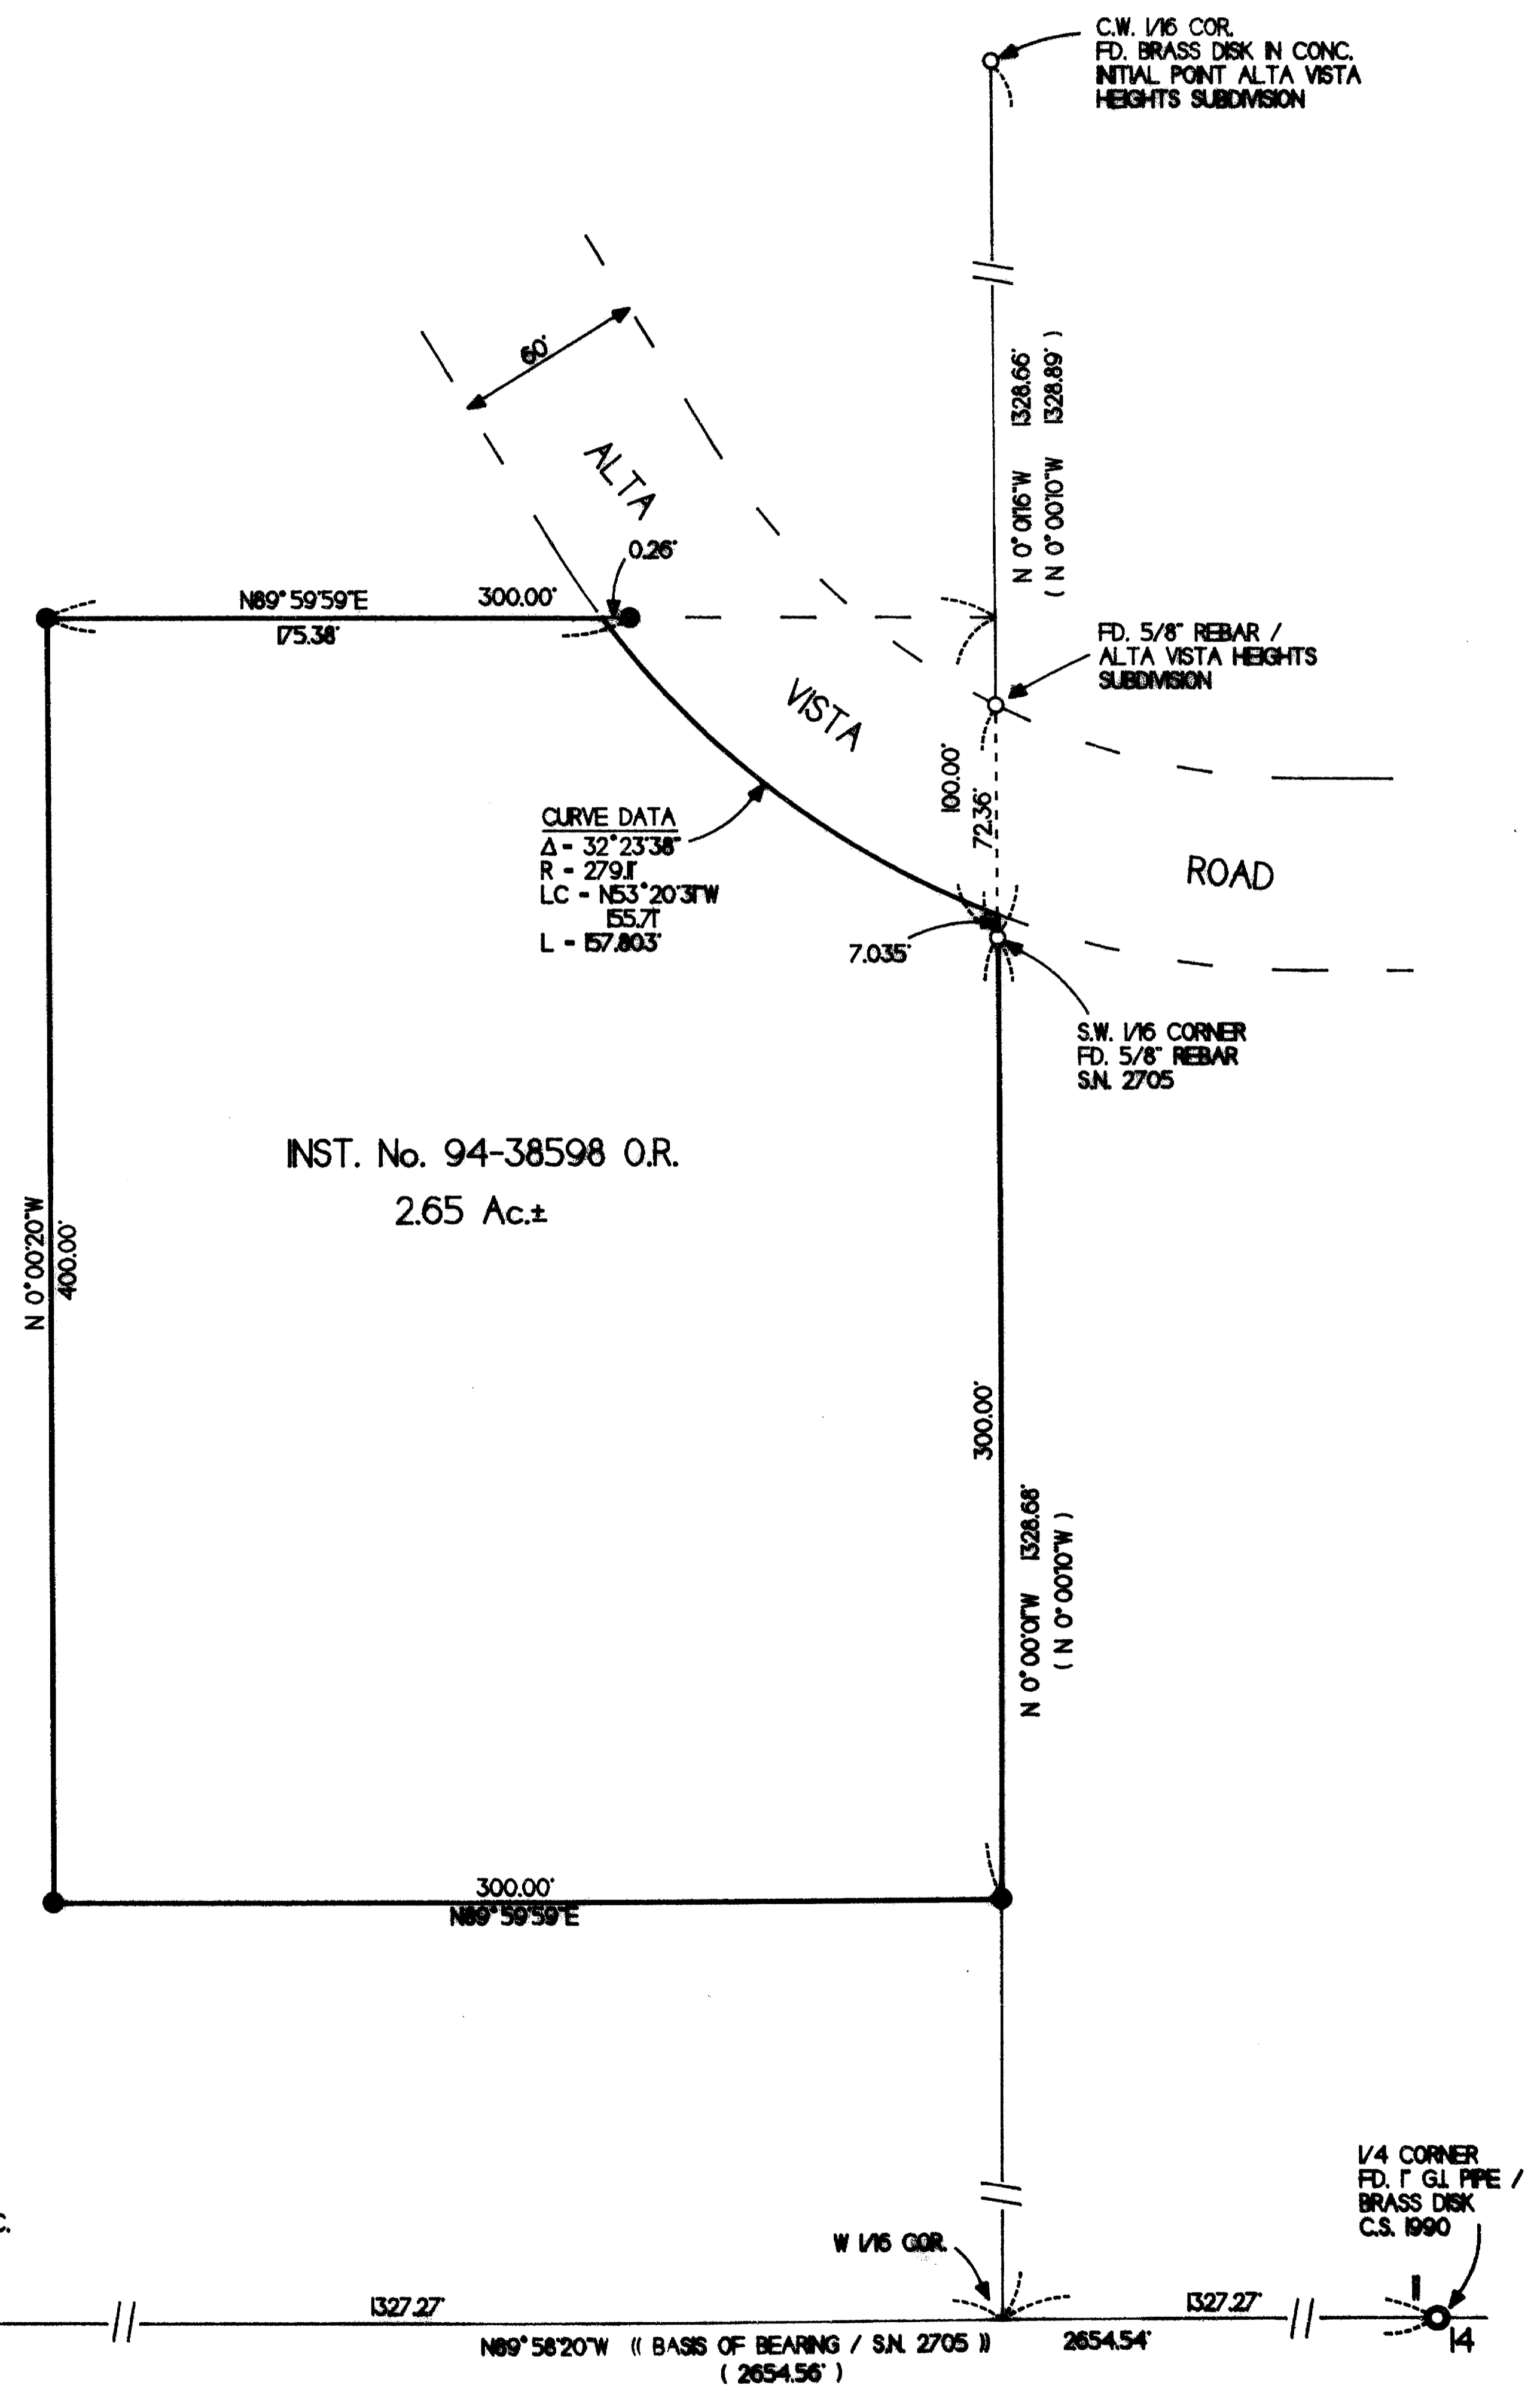 C.W. 1/16 COR.
FD. BRASS DISK IN CONC.
INITIAL POINT ALTA VISTA
HEIGHTS SUBDIVISION
60'
N 0°01'16"W 1328.66'
( N 0°00'10"W 1328.89' )
ALTA
VISTA
ROAD
0.26'
N89°59'59"E 300.00'
175.38'
FD. 5/8" REBAR /
ALTA VISTA HEIGHTS
SUBDIVISION
100.00'
72.36'
CURVE DATA
Δ = 32°23'38"
R = 279.11'
LC = N53°20'31"W
155.71'
L = 157.803'
7.035'
S.W. 1/16 CORNER
FD. 5/8" REBAR
S.N. 2705
INST. No. 94-38598 O.R.
2.65 Ac.±
N 0°00'20"W
400.00'
300.00'
N 0°00'01"W 1328.68'
( N 0°00'10"W )
300.00'
N89°59'59"E
1/4 CORNER
FD. 1" G.I. PIPE /
BRASS DISK
C.S. 1990
C.
W 1/16 COR.
1327.27'
1327.27'
11
14
N89°58'20"W (( BASIS OF BEARING / S.N. 2705 )) 2654.54'
( 2654.56' )